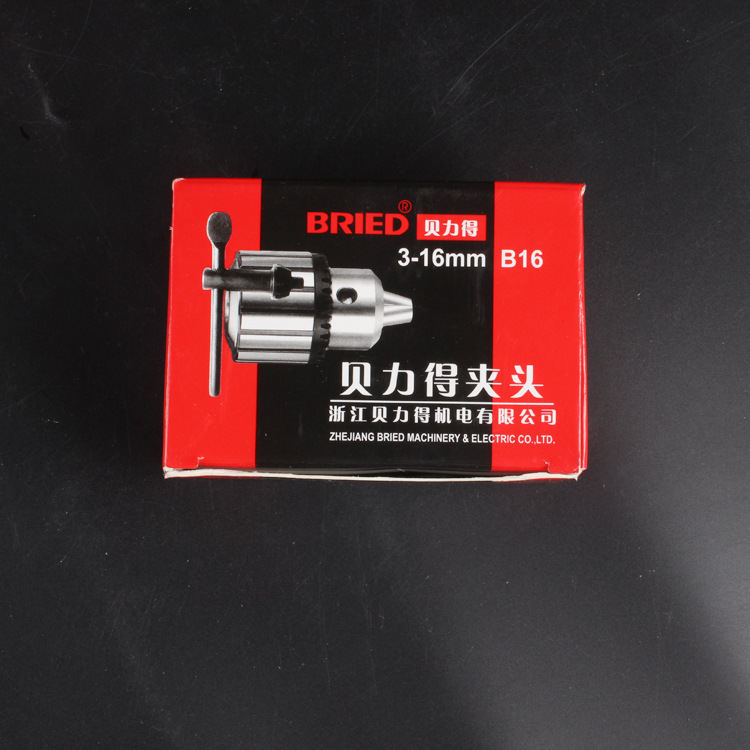 BRIED® 贝力得
3-16mm B16
贝力得夹头
浙江贝力得机电有限公司
ZHEJIANG BRIED MACHINERY & ELECTRIC CO.,LTD.